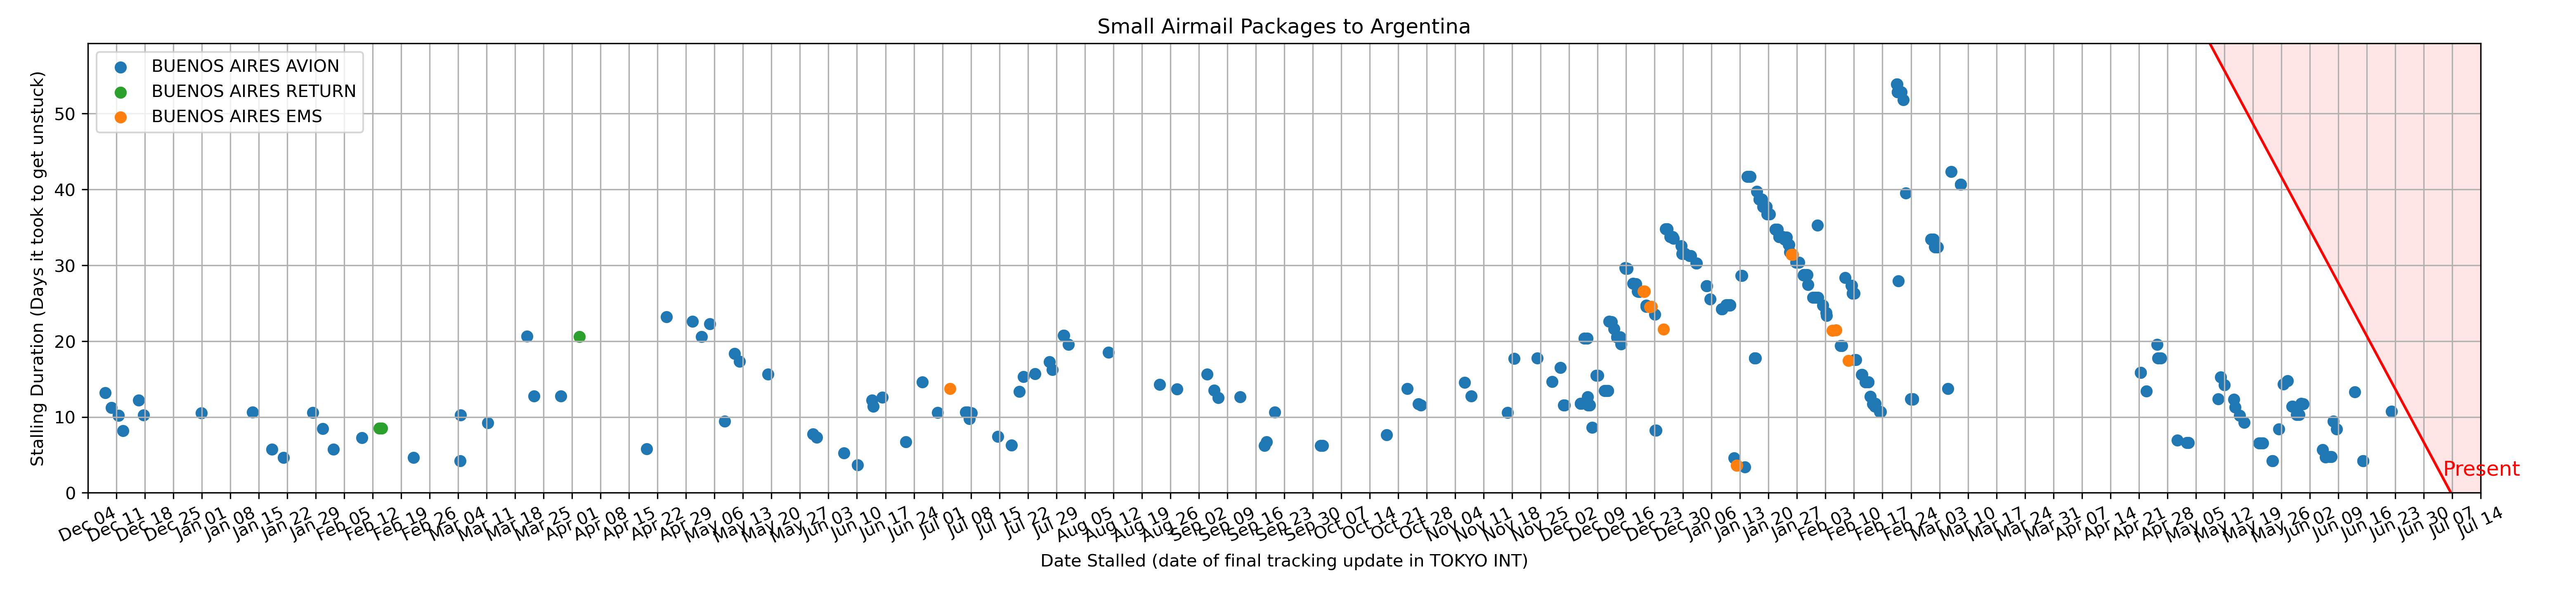 Small Airmail Packages to Argentina
BUENOS AIRES AVION
BUENOS AIRES RETURN
BUENOS AIRES EMS
Stalling Duration (Days it took to get unstuck)
50
40
30
20
10
0
Present
Dec 04
Dec 11
Dec 18
Dec 25
Jan 01
Jan 08
Jan 15
Jan 22
Jan 29
Feb 05
Feb 12
Feb 19
Feb 26
Mar 04
Mar 11
Mar 18
Mar 25
Apr 01
Apr 08
Apr 15
Apr 22
Apr 29
May 06
May 13
May 20
May 27
Jun 03
Jun 10
Jun 17
Jun 24
Jul 01
Jul 08
Jul 15
Jul 22
Jul 29
Aug 05
Aug 12
Aug 19
Aug 26
Sep 02
Sep 09
Sep 16
Sep 23
Sep 30
Oct 07
Oct 14
Oct 21
Oct 28
Nov 04
Nov 11
Nov 18
Nov 25
Dec 02
Dec 09
Dec 16
Dec 23
Dec 30
Jan 06
Jan 13
Jan 20
Jan 27
Feb 03
Feb 10
Feb 17
Feb 24
Mar 03
Mar 10
Mar 17
Mar 24
Mar 31
Apr 07
Apr 14
Apr 21
Apr 28
May 05
May 12
May 19
May 26
Jun 02
Jun 09
Jun 16
Jun 23
Jun 30
Jul 07
Jul 14
Date Stalled (date of final tracking update in TOKYO INT)